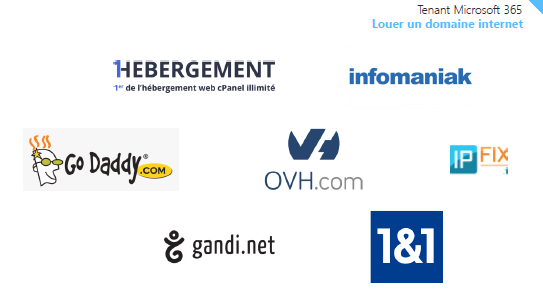 Tenant Microsoft 365
Louer un domaine internet
1HEBERGEMENT
1er de l'hébergement web cPanel illimité
infomaniak
Go Daddy®.COM
OVH.com
IP FIX
gandi.net
1&1